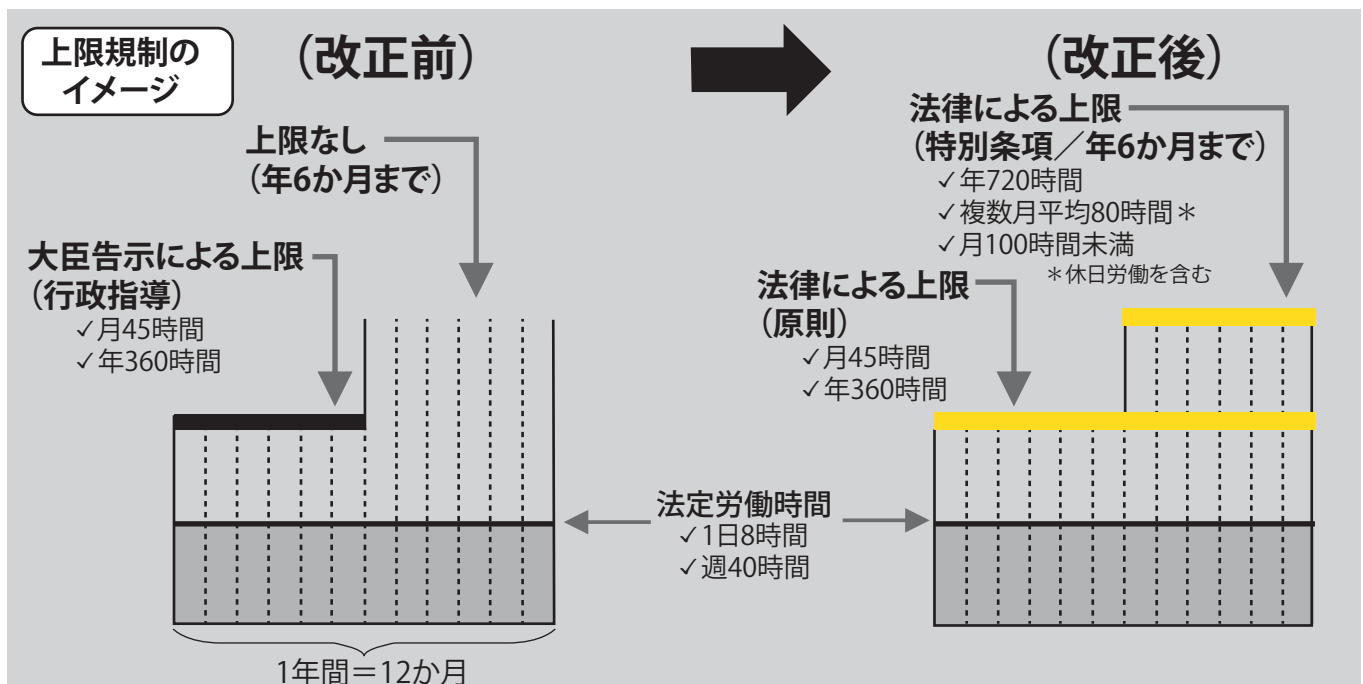 上限規制の
イメージ
（改正前）
（改正後）
上限なし
（年6か月まで）
大臣告示による上限
（行政指導）
✓月45時間
✓年360時間
法律による上限
（特別条項／年6か月まで）
✓年720時間
✓複数月平均80時間＊
✓月100時間未満
＊休日労働を含む
法律による上限
（原則）
✓月45時間
✓年360時間
法定労働時間
✓1日8時間
✓週40時間
1年間＝12か月